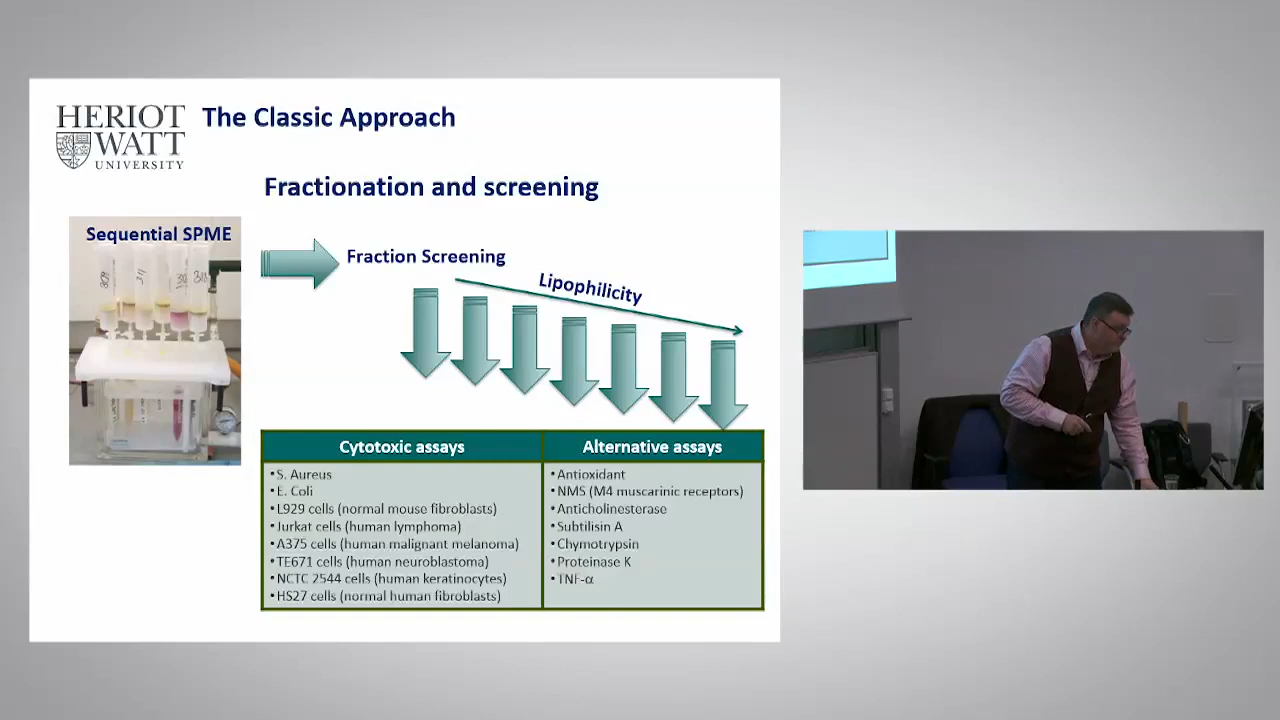 HERIOT
WATT
UNIVERSITY
The Classic Approach
Fractionation and screening
Sequential SPME
Fraction Screening
Lipophilicity
Cytotoxic assays
• S. Aureus
• E. Coli
• L929 cells (normal mouse fibroblasts)
• Jurkat cells (human lymphoma)
• A375 cells (human malignant melanoma)
• TE671 cells (human neuroblastoma)
• NCTC 2544 cells (human keratinocytes)
• HS27 cells (normal human fibroblasts)
Alternative assays
• Antioxidant
• NMS (M4 muscarinic receptors)
• Anticholinesterase
• Subtilisin A
• Chymotrypsin
• Proteinase K
• TNF-α